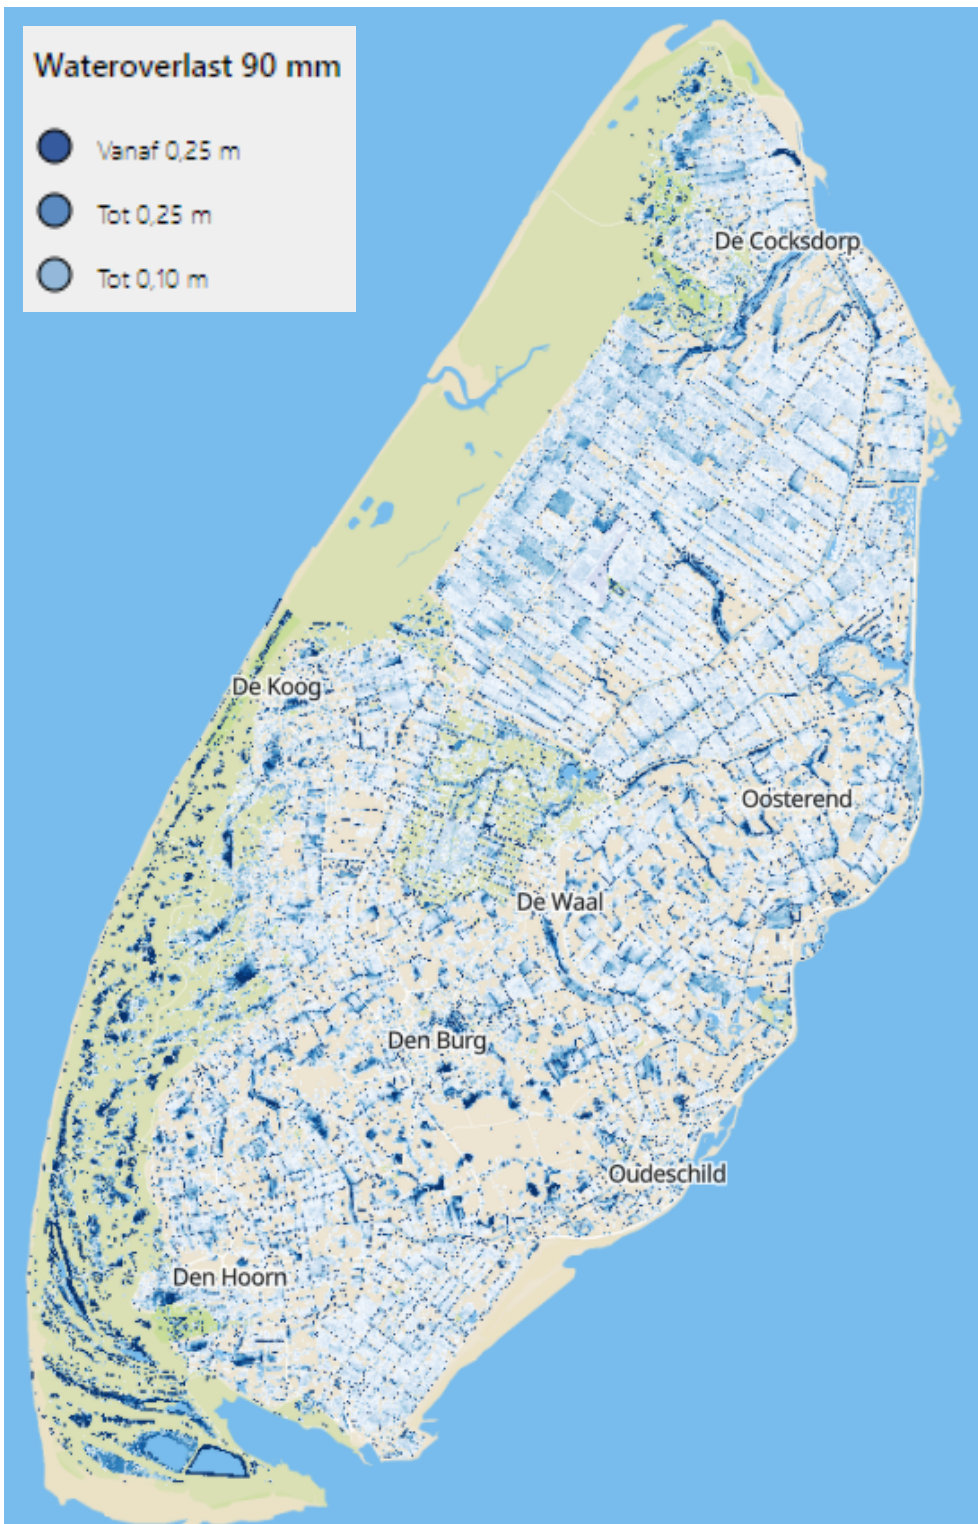 Wateroverlast 90 mm
Vanaf 0,25 m
Tot 0,25 m
Tot 0,10 m
De Cocksdorp
De Koog
Oosterend
De Waal
Den Burg
Oudeschild
Den Hoorn